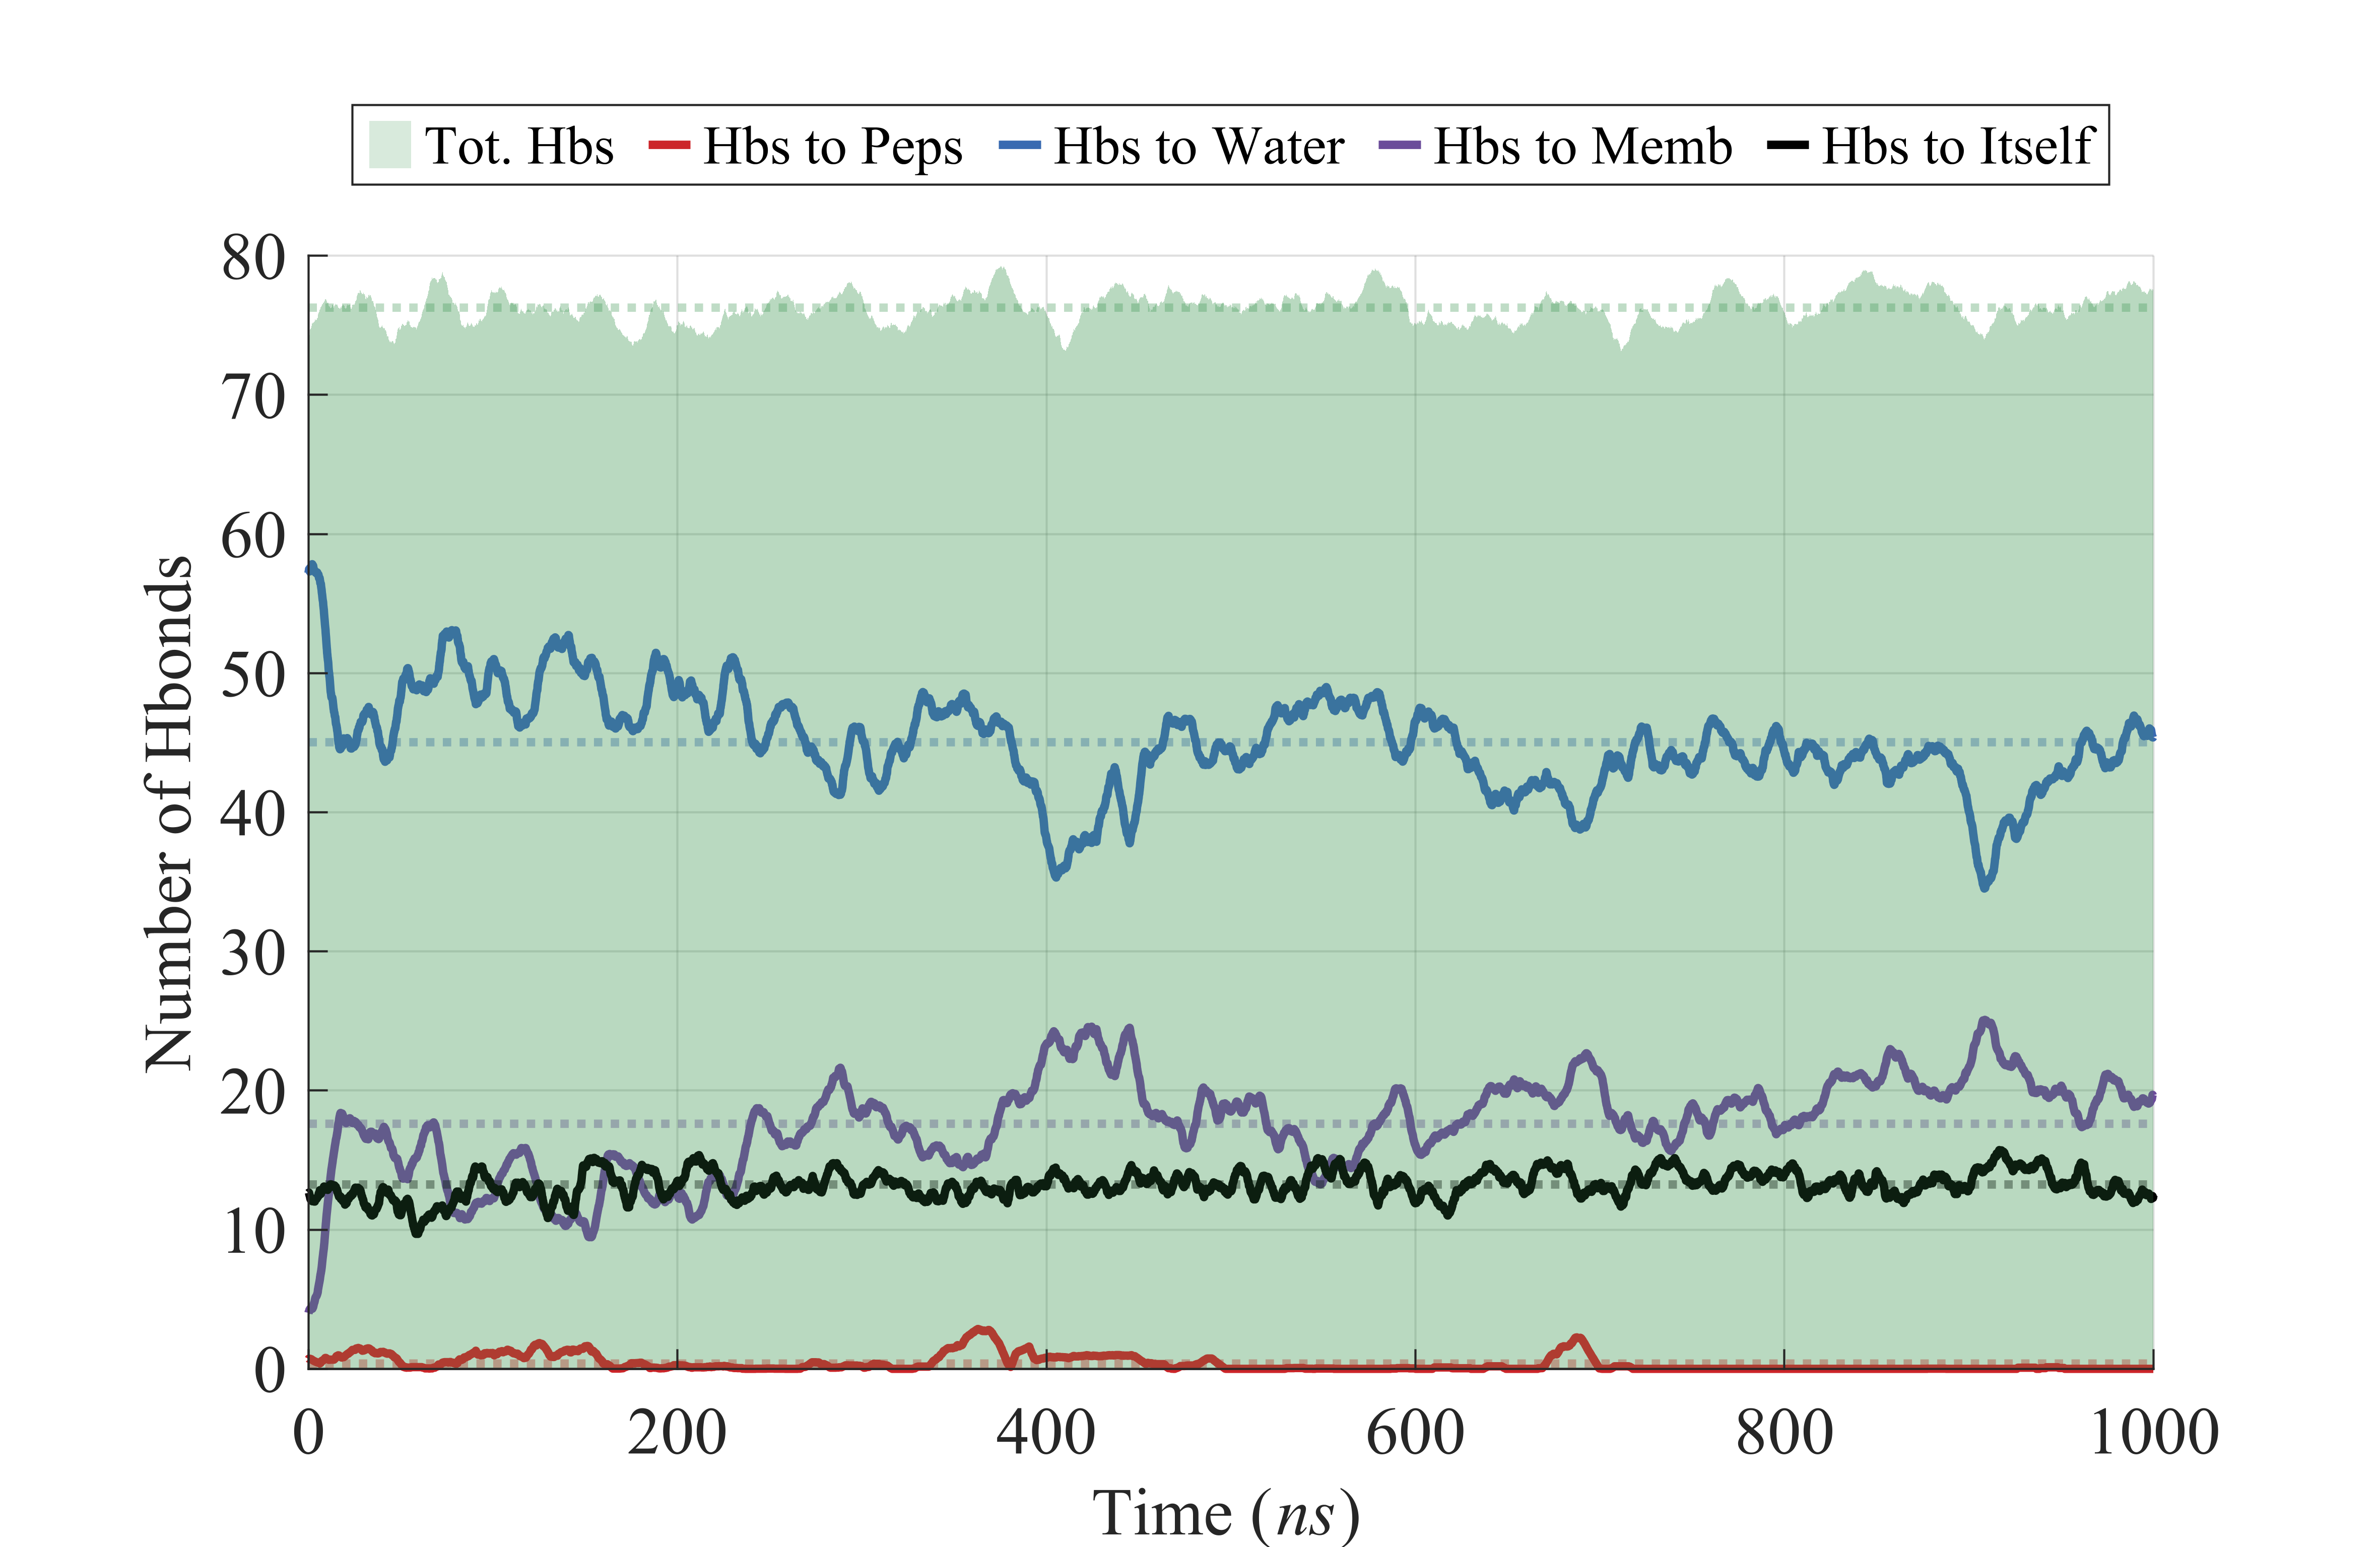 Tot. Hbs Hbs to Peps Hbs to Water Hbs to Memb Hbs to Itself
80
70
60
50
40
30
20
10
0
Number of Hbonds
0 200 400 600 800 1000
Time (ns)